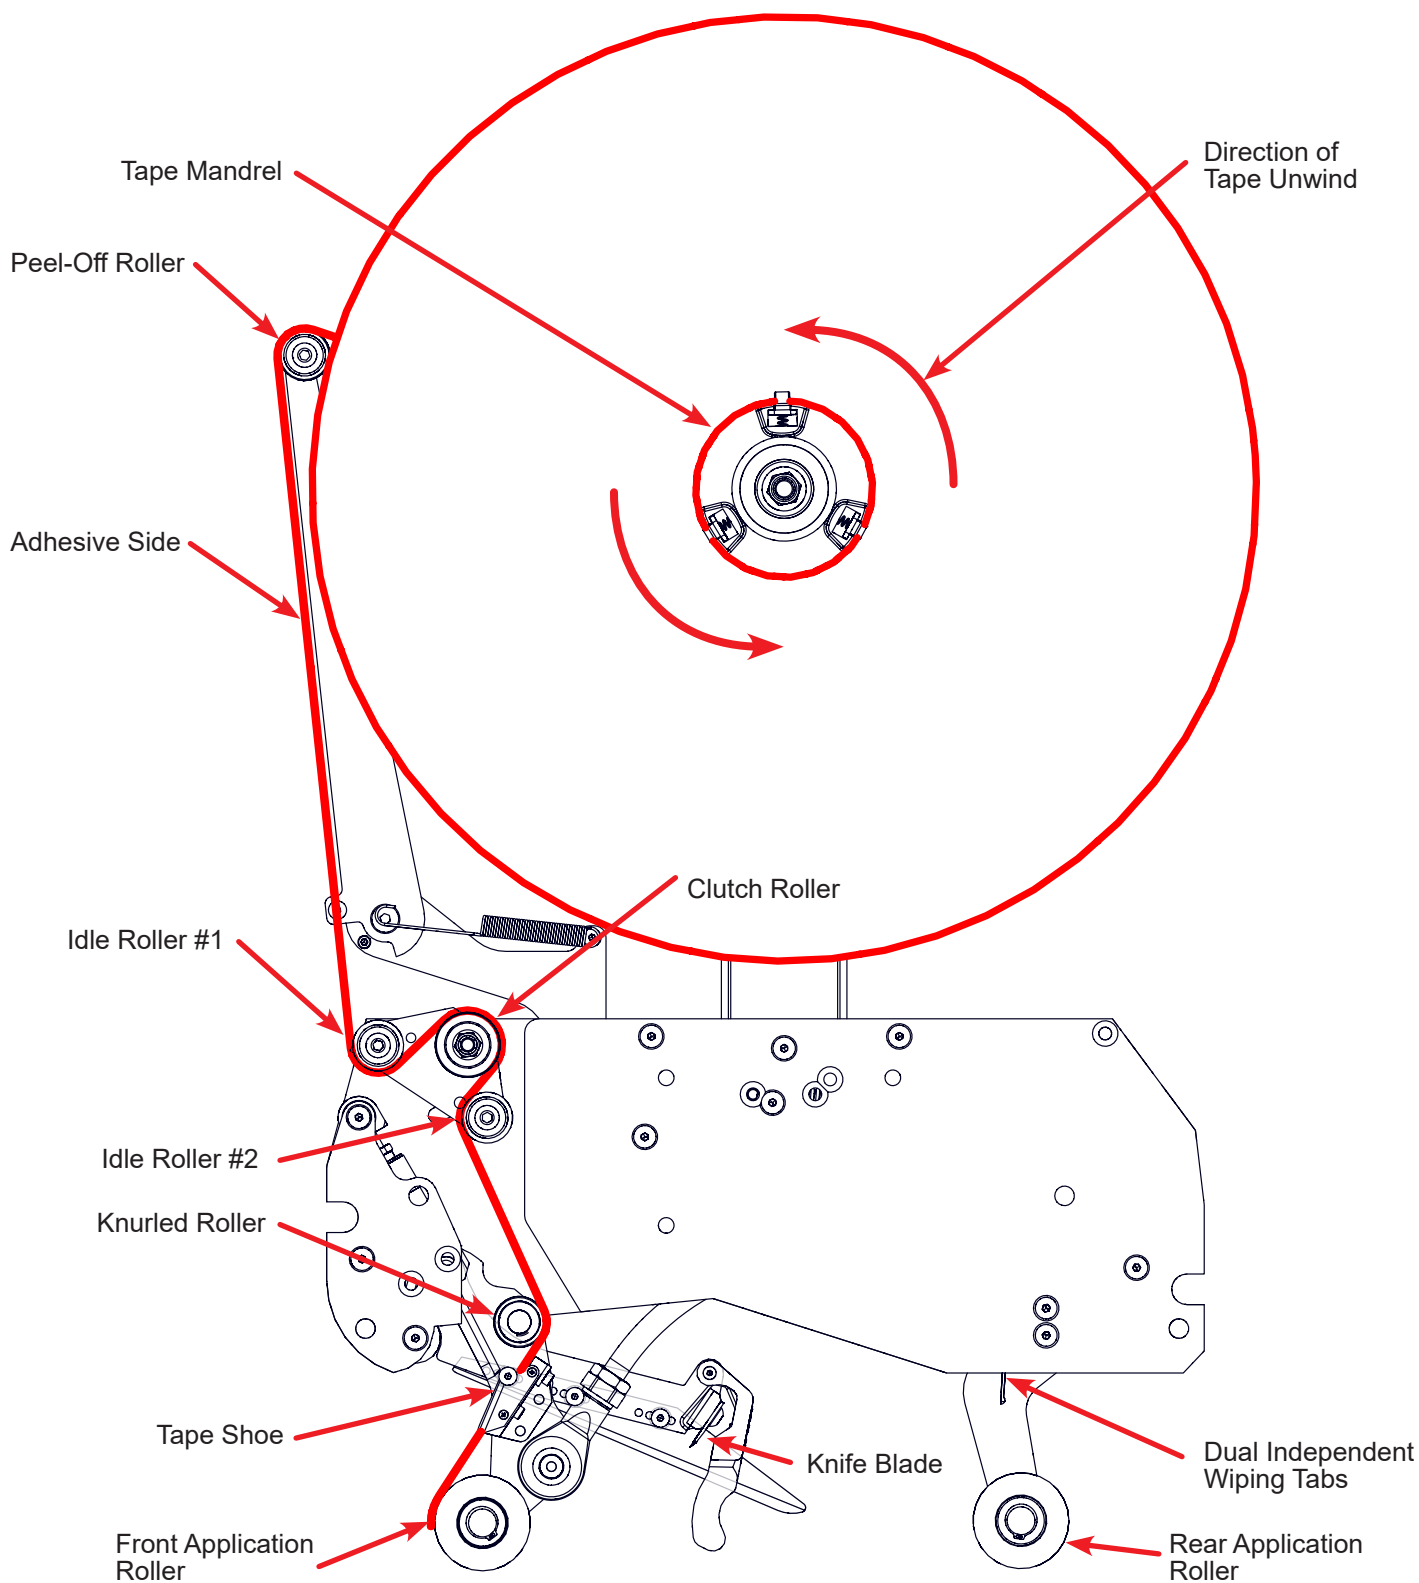 Direction of
Tape Unwind
Tape Mandrel
Peel-Off Roller
Adhesive Side
Clutch Roller
Idle Roller #1
Idle Roller #2
Knurled Roller
Tape Shoe
Knife Blade
Dual Independent
Wiping Tabs
Front Application
Roller
Rear Application
Roller